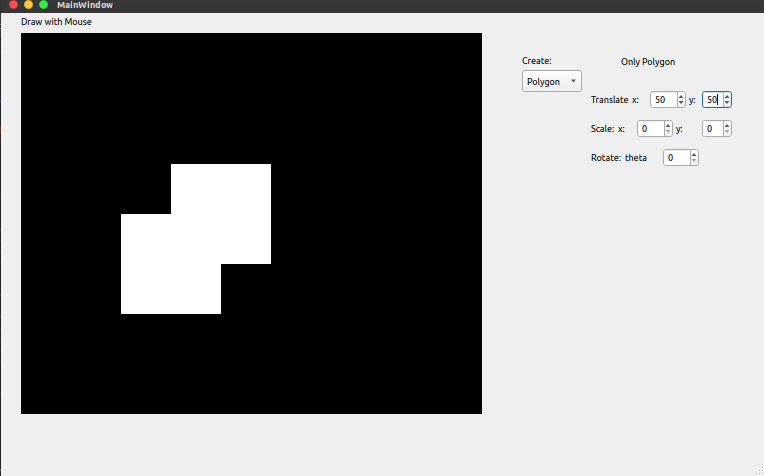 MainWindow
Draw with Mouse
Create: Only Polygon
Polygon
Translate x: 50 y: 50
Scale: x: 0 y: 0
Rotate: theta 0